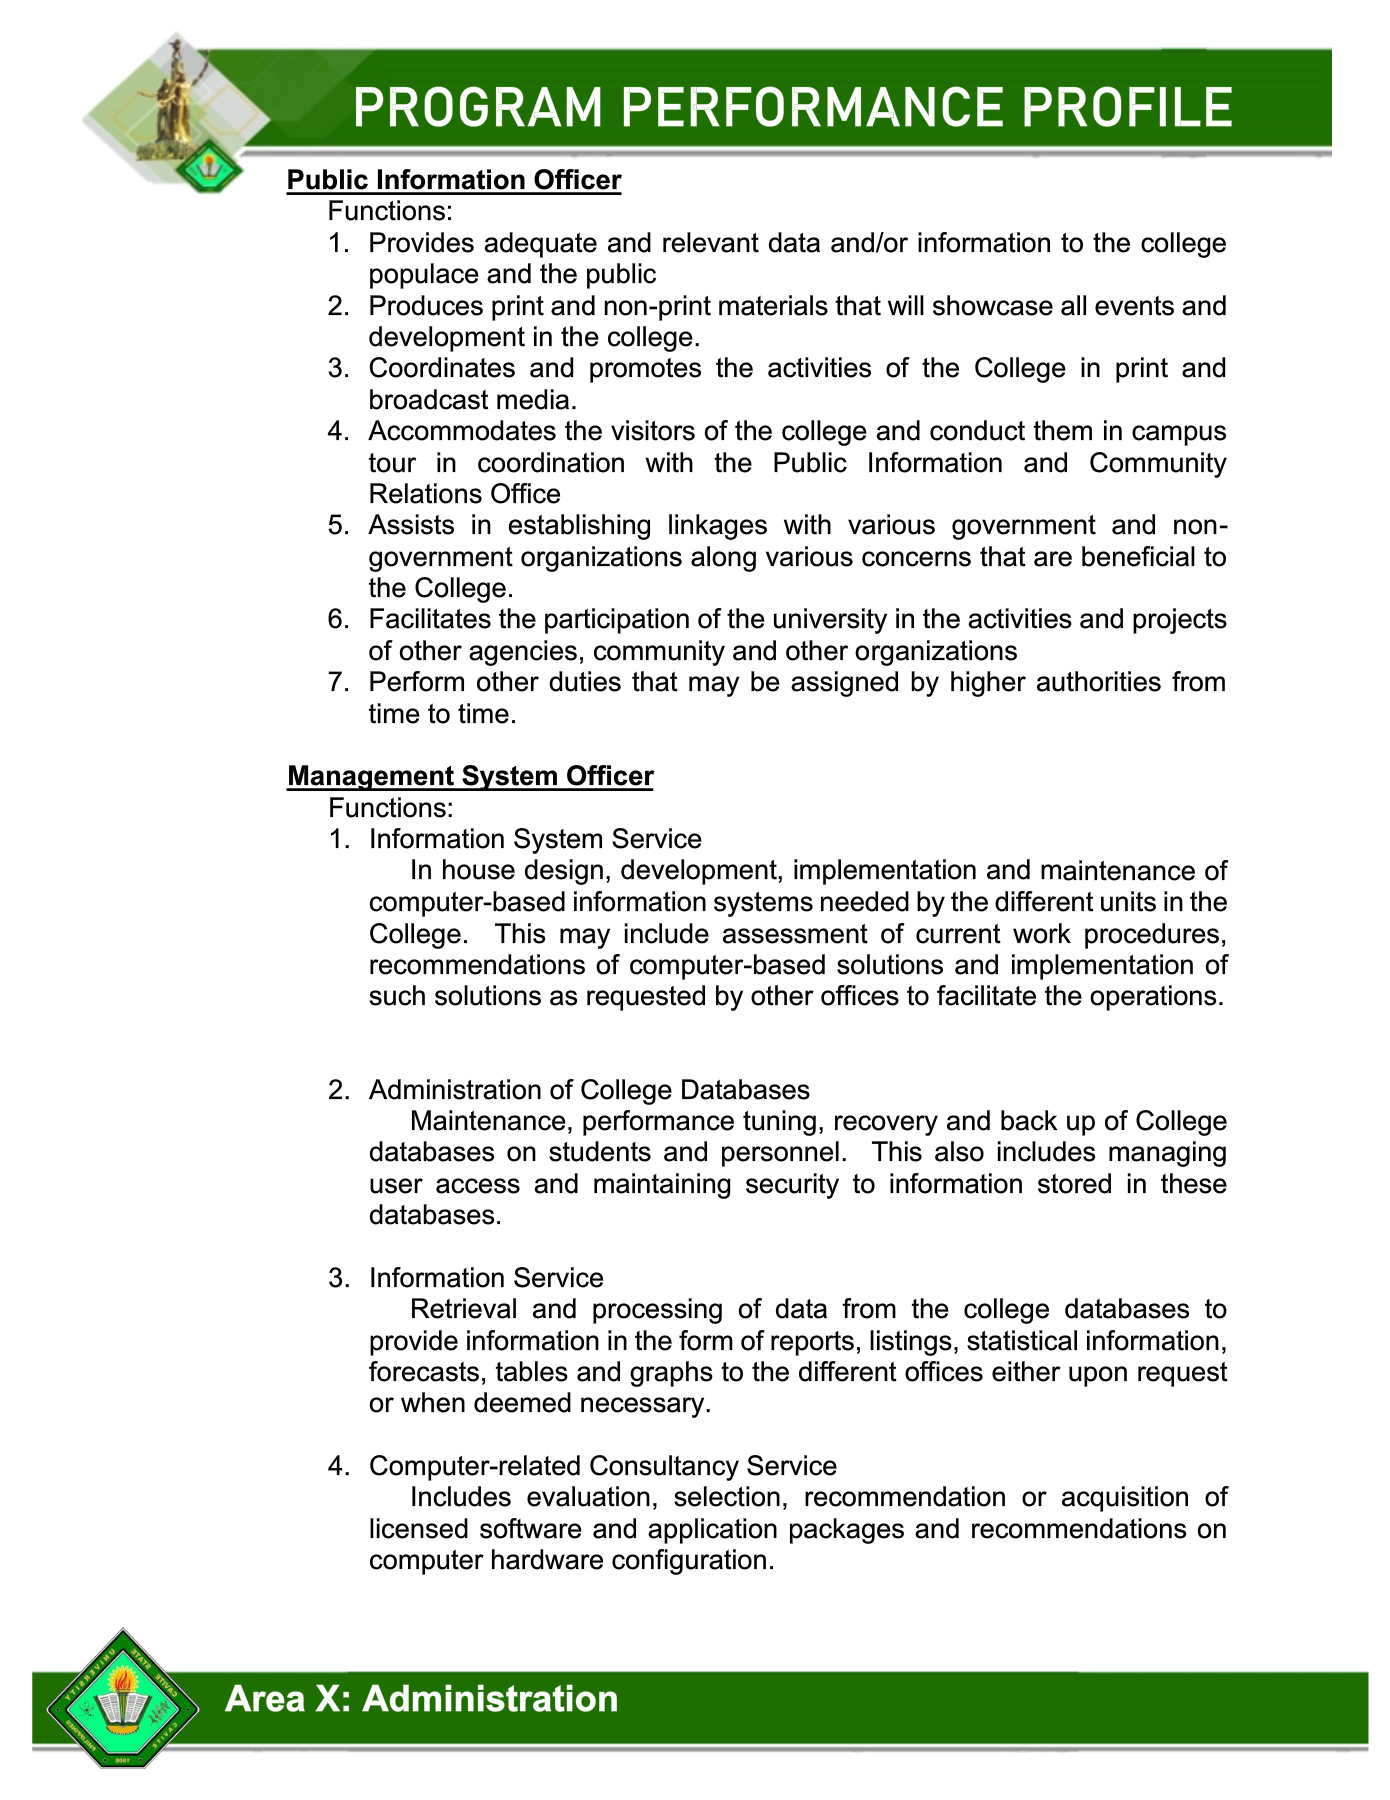 PROGRAM PERFORMANCE PROFILE
Public Information Officer
Functions:
1. Provides adequate and relevant data and/or information to the college
populace and the public
2. Produces print and non-print materials that will showcase all events and
development in the college.
3. Coordinates and promotes the activities of the College in print and
broadcast media.
4. Accommodates the visitors of the college and conduct them in campus
tour in coordination with the Public Information and Community
Relations Office
5. Assists in establishing linkages with various government and non-
government organizations along various concerns that are beneficial to
the College.
6. Facilitates the participation of the university in the activities and projects
of other agencies, community and other organizations
7. Perform other duties that may be assigned by higher authorities from
time to time.
Management System Officer
Functions:
1. Information System Service
In house design, development, implementation and maintenance of
computer-based information systems needed by the different units in the
College. This may include assessment of current work procedures,
recommendations of computer-based solutions and implementation of
such solutions as requested by other offices to facilitate the operations.
2. Administration of College Databases
Maintenance, performance tuning, recovery and back up of College
databases on students and personnel. This also includes managing
user access and maintaining security to information stored in these
databases.
3. Information Service
Retrieval and processing of data from the college databases to
provide information in the form of reports, listings, statistical information,
forecasts, tables and graphs to the different offices either upon request
or when deemed necessary.
4. Computer-related Consultancy Service
Includes evaluation, selection, recommendation or acquisition of
licensed software and application packages and recommendations on
computer hardware configuration.
CAVITE STATE UNIVERSITY
CAVITE
PHILIPPINES
1906
Area X: Administration